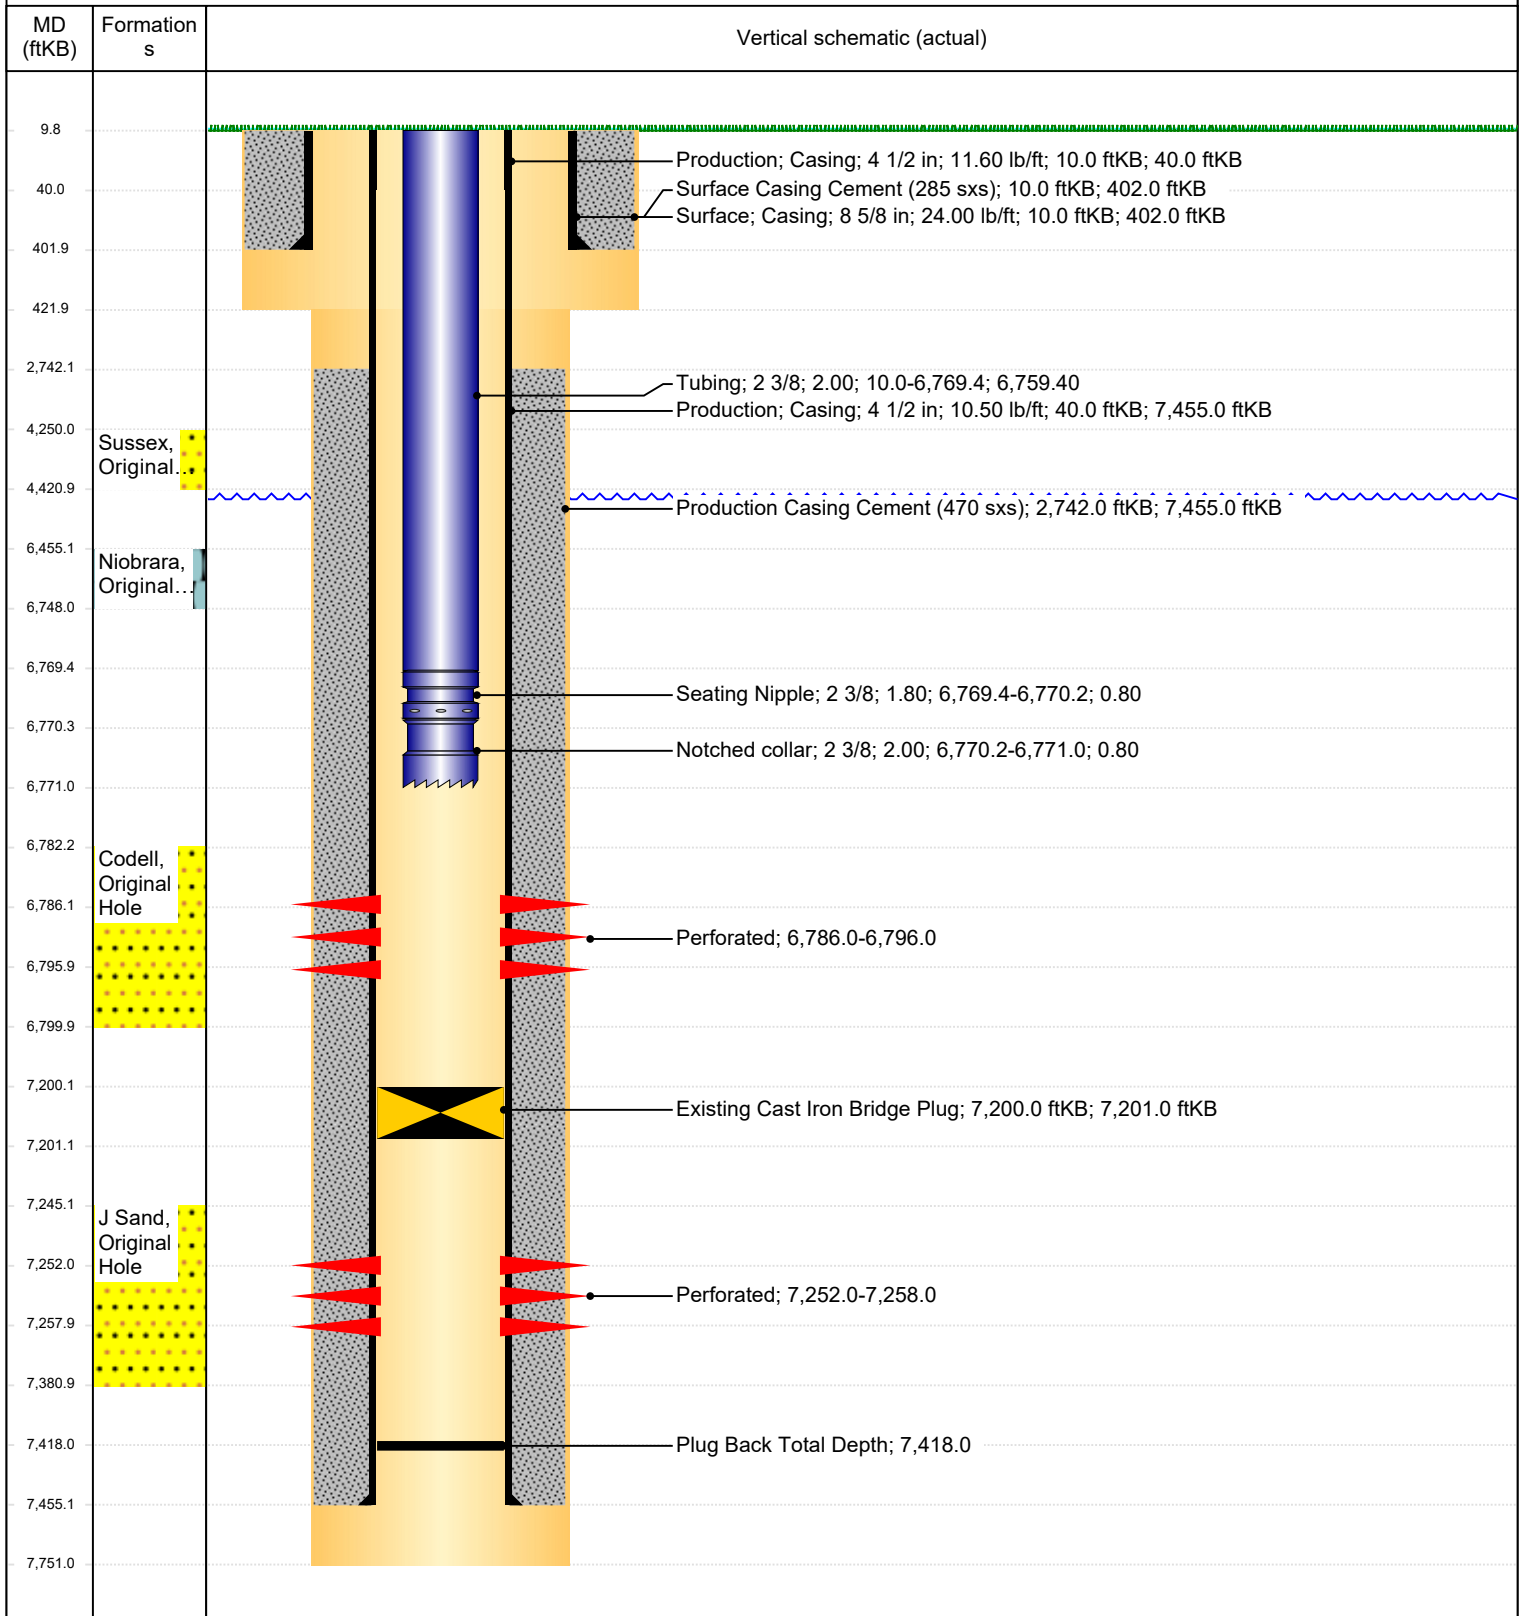 MD
(ftKB)
Formation
s
Vertical schematic (actual)
9.8
Production; Casing; 4 1/2 in; 11.60 lb/ft; 10.0 ftKB; 40.0 ftKB
40.0
Surface Casing Cement (285 sxs); 10.0 ftKB; 402.0 ftKB
Surface; Casing; 8 5/8 in; 24.00 lb/ft; 10.0 ftKB; 402.0 ftKB
401.9
421.9
2,742.1
Tubing; 2 3/8; 2.00; 10.0-6,769.4; 6,759.40
Production; Casing; 4 1/2 in; 10.50 lb/ft; 40.0 ftKB; 7,455.0 ftKB
4,250.0
Sussex,
Original...
4,420.9
Production Casing Cement (470 sxs); 2,742.0 ftKB; 7,455.0 ftKB
6,455.1
Niobrara,
Original...
6,748.0
6,769.4
Seating Nipple; 2 3/8; 1.80; 6,769.4-6,770.2; 0.80
6,770.3
Notched collar; 2 3/8; 2.00; 6,770.2-6,771.0; 0.80
6,771.0
6,782.2
Codell,
Original
Hole
6,786.1
Perforated; 6,786.0-6,796.0
6,795.9
6,799.9
7,200.1
Existing Cast Iron Bridge Plug; 7,200.0 ftKB; 7,201.0 ftKB
7,201.1
7,245.1
J Sand,
Original
Hole
7,252.0
Perforated; 7,252.0-7,258.0
7,257.9
7,380.9
7,418.0
Plug Back Total Depth; 7,418.0
7,455.1
7,751.0